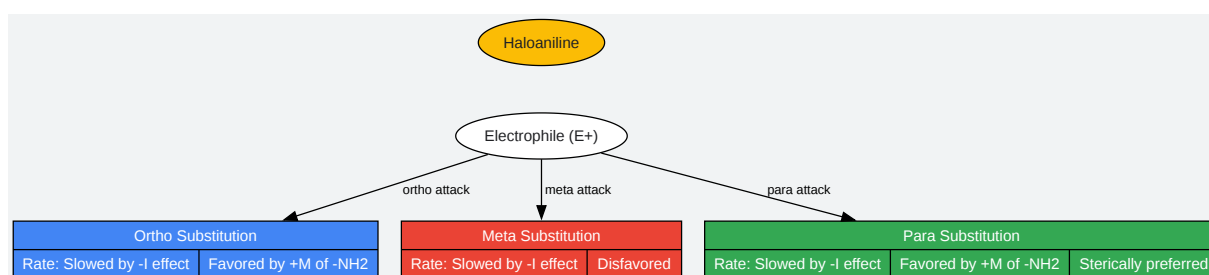 Haloaniline
Electrophile (E+)
ortho attack
meta attack
para attack
Ortho Substitution
Rate: Slowed by -I effect
Favored by +M of -NH2
Meta Substitution
Rate: Slowed by -I effect
Disfavored
Para Substitution
Rate: Slowed by -I effect
Favored by +M of -NH2
Sterically preferred